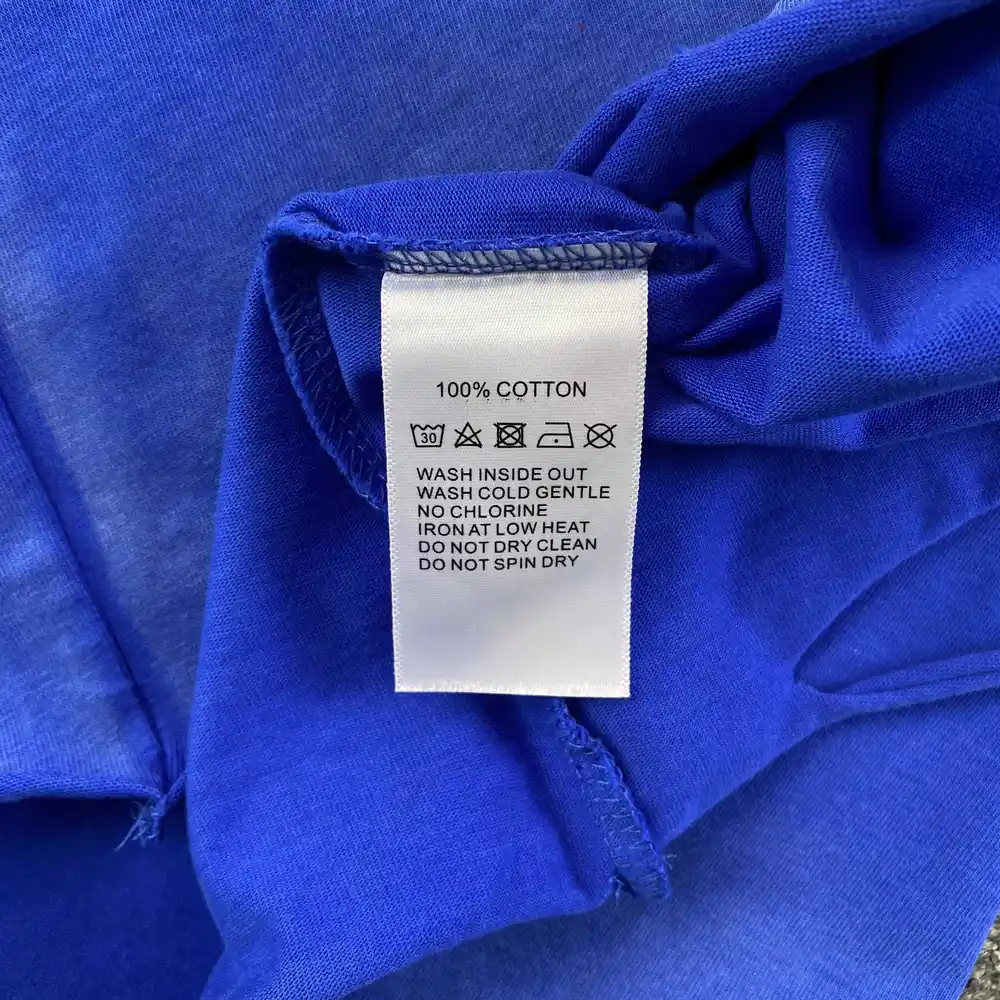 100% COTTON
30
WASH INSIDE OUT
WASH COLD GENTLE
NO CHLORINE
IRON AT LOW HEAT
DO NOT DRY CLEAN
DO NOT SPIN DRY